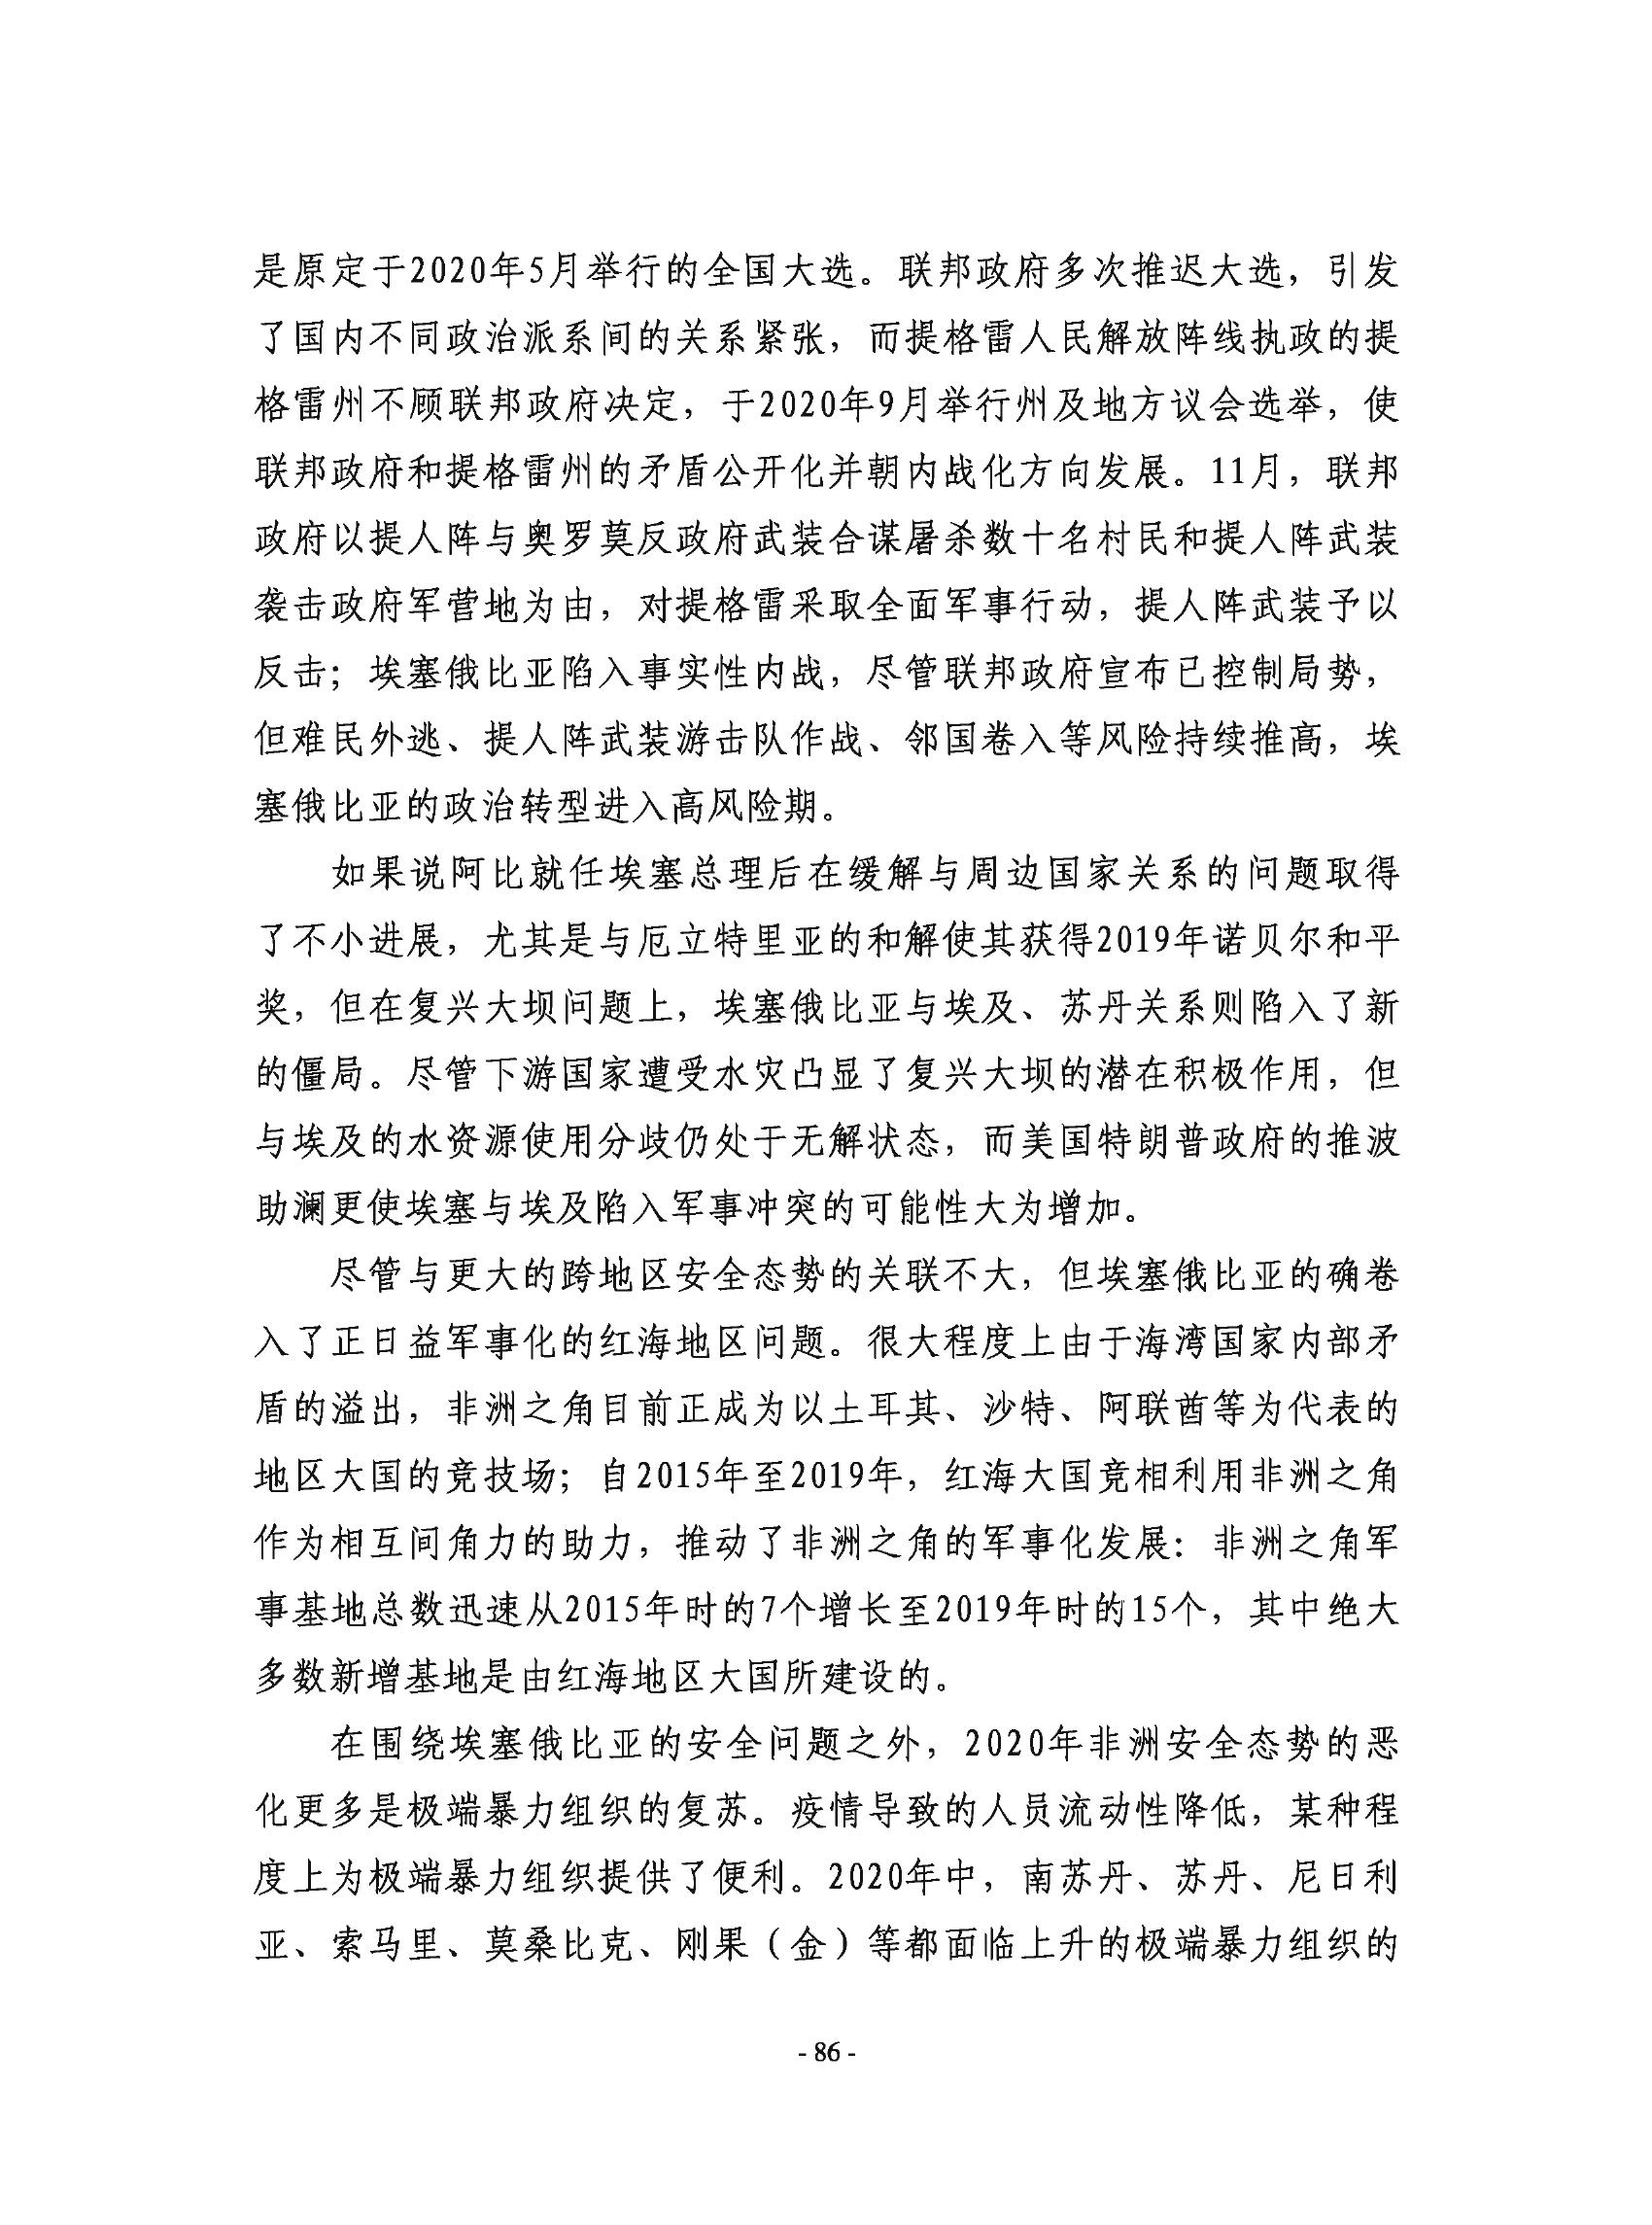 是原定于2020年5月举行的全国大选。联邦政府多次推迟大选，引发
了国内不同政治派系间的关系紧张，而提格雷人民解放阵线执政的提
格雷州不顾联邦政府决定，于2020年9月举行州及地方议会选举，使
联邦政府和提格雷州的矛盾公开化并朝内战化方向发展。11月，联邦
政府以提人阵与奥罗莫反政府武装合谋屠杀数十名村民和提人阵武装
袭击政府军营地为由，对提格雷采取全面军事行动，提人阵武装予以
反击；埃塞俄比亚陷入事实性内战，尽管联邦政府宣布已控制局势，
但难民外逃、提人阵武装游击队作战、邻国卷入等风险持续推高，埃
塞俄比亚的政治转型进入高风险期。
如果说阿比就任埃塞总理后在缓解与周边国家关系的问题取得
了不小进展，尤其是与厄立特里亚的和解使其获得2019年诺贝尔和平
奖，但在复兴大坝问题上，埃塞俄比亚与埃及、苏丹关系则陷入了新
的僵局。尽管下游国家遭受水灾凸显了复兴大坝的潜在积极作用，但
与埃及的水资源使用分歧仍处于无解状态，而美国特朗普政府的推波
助澜更使埃塞与埃及陷入军事冲突的可能性大为增加。
尽管与更大的跨地区安全态势的关联不大，但埃塞俄比亚的确卷
入了正日益军事化的红海地区问题。很大程度上由于海湾国家内部矛
盾的溢出，非洲之角目前正成为以土耳其、沙特、阿联酋等为代表的
地区大国的竞技场；自2015年至2019年，红海大国竞相利用非洲之角
作为相互间角力的助力，推动了非洲之角的军事化发展：非洲之角军
事基地总数迅速从2015年时的7个增长至2019年时的15个，其中绝大
多数新增基地是由红海地区大国所建设的。
在围绕埃塞俄比亚的安全问题之外，2020年非洲安全态势的恶
化更多是极端暴力组织的复苏。疫情导致的人员流动性降低，某种程
度上为极端暴力组织提供了便利。2020年中，南苏丹、苏丹、尼日利
亚、索马里、莫桑比克、刚果（金）等都面临上升的极端暴力组织的
- 86 -